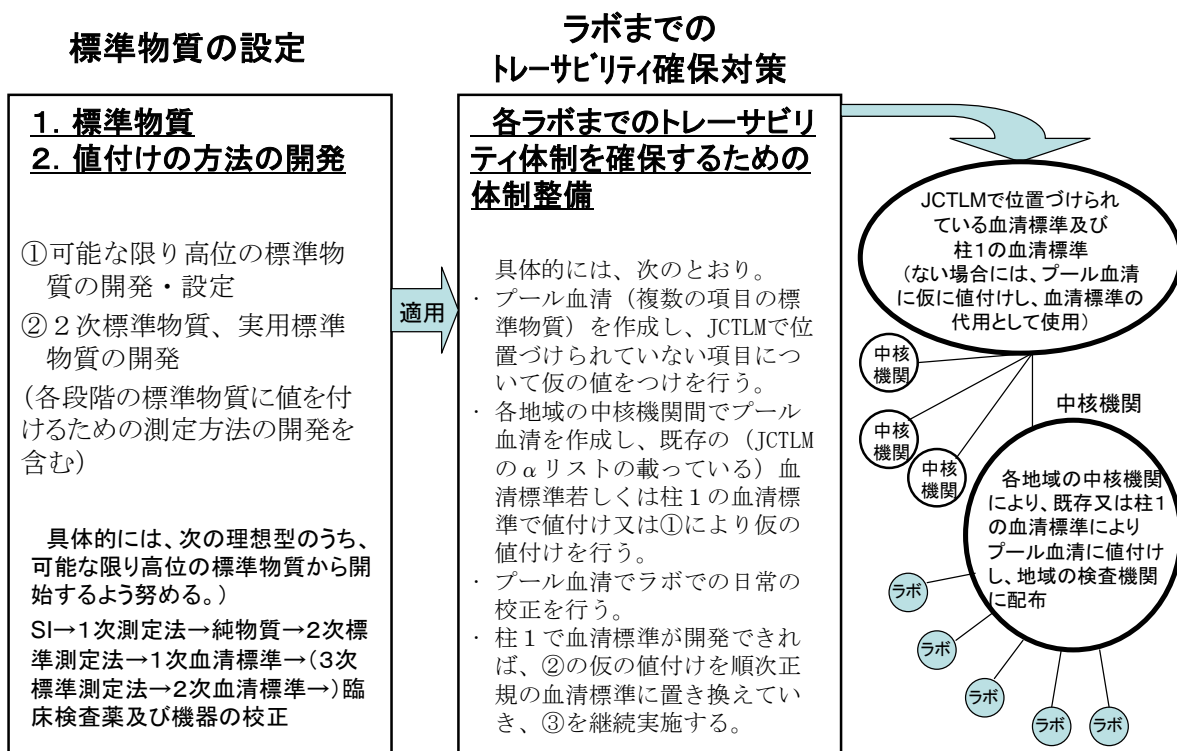 標準物質の設定
1．標準物質
2．値付けの方法の開発
①可能な限り高位の標準物
質の開発・設定
②２次標準物質、実用標準
物質の開発
(各段階の標準物質に値を付
けるための測定方法の開発を
含む)
具体的には、次の理想型のうち、
可能な限り高位の標準物質から開
始するよう努める。)
SI→1次測定法→純物質→2次標
準測定法→1次血清標準→(3次
標準測定法→2次血清標準→)臨
床検査薬及び機器の校正
適用
ラボまでの
トレーサビリティ確保対策
各ラボまでのトレーサビリ
ティ体制を確保するための
体制整備
具体的には、次のとおり。
・ プール血清（複数の項目の標
準物質）を作成し、JCTLMで位
置づけられていない項目につ
いて仮の値をつけを行う。
・ 各地域の中核機関間でプール
血清を作成し、既存の（JCTLM
のαリストの載っている）血
清標準若しくは柱１の血清標
準で値付け又は①により仮の
値付けを行う。
・ プール血清でラボでの日常の
校正を行う。
・ 柱１で血清標準が開発できれ
ば、②の仮の値付けを順次正
規の血清標準に置き換えてい
き、③を継続実施する。
JCTLMで位置づけられ
ている血清標準及び
柱1の血清標準
(ない場合には、プール血清
に仮に値付けし、血清標準の
代用として使用)
中核
機関
中核
機関
中核
機関
中核機関
各地域の中核機関
により、既存又は柱1
の血清標準により
プール血清に値付け
し、地域の検査機関
に配布
ラボ
ラボ
ラボ
ラボ
ラボ